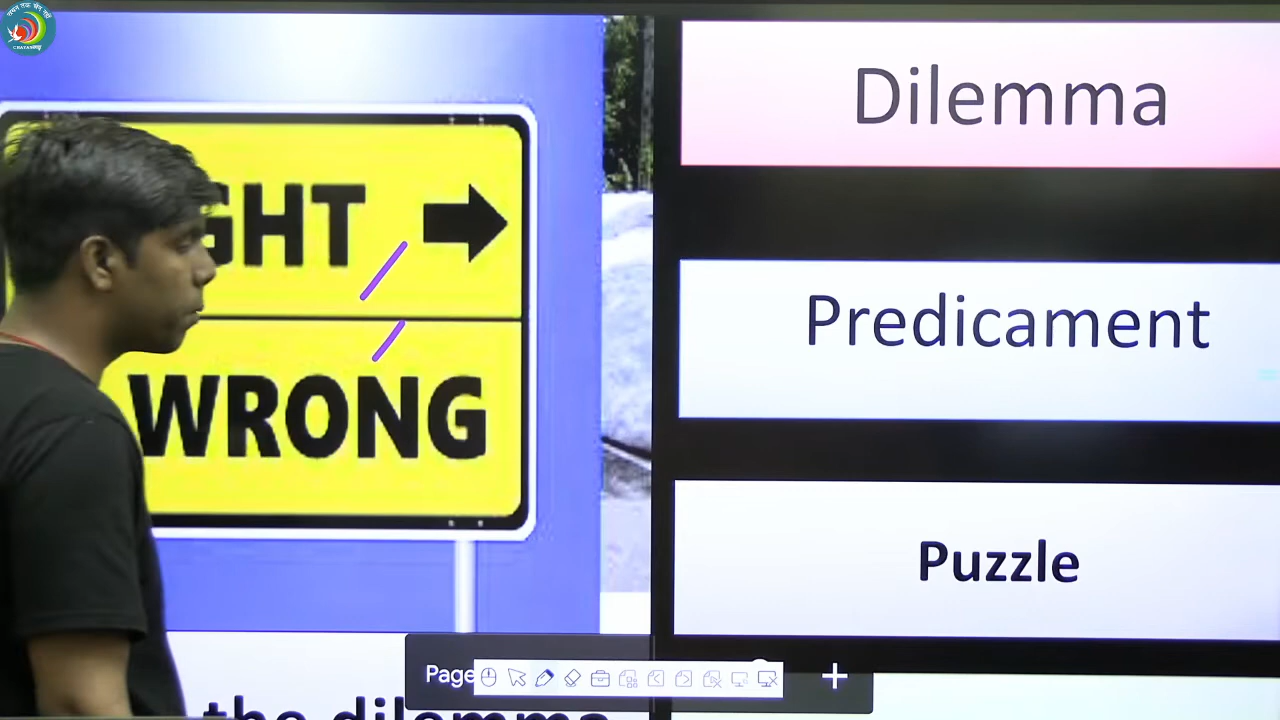 GHT
WRONG
Dilemma
Predicament
Puzzle
Page
the dilemma